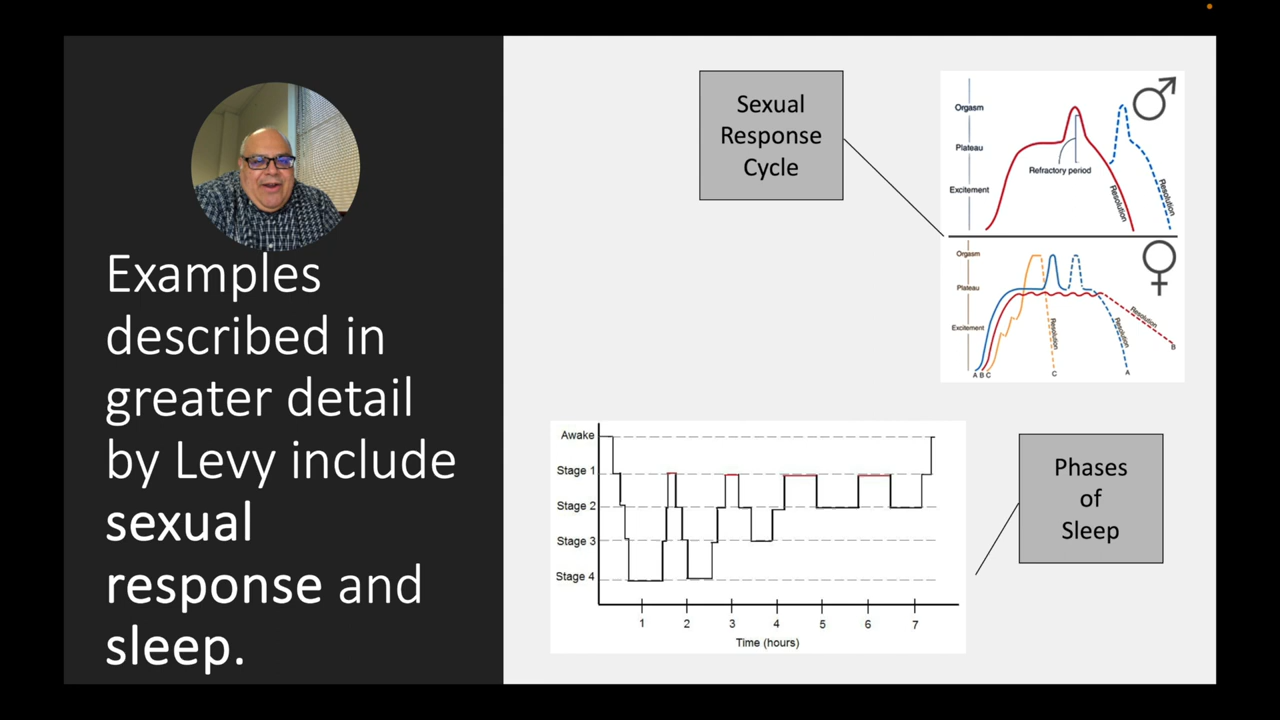 Examples
described in
greater detail
by Levy include
sexual
response and
sleep.
Sexual
Response
Cycle
Orgasm
Plateau
Excitement
Refractory period
Resolution
Resolution
Orgasm
Plateau
Excitement
Resolution
Resolution
Resolution
B
A B C
C
A
Awake
Stage 1
Stage 2
Stage 3
Stage 4
1 2 3 4 5 6 7
Time (hours)
Phases
of
Sleep